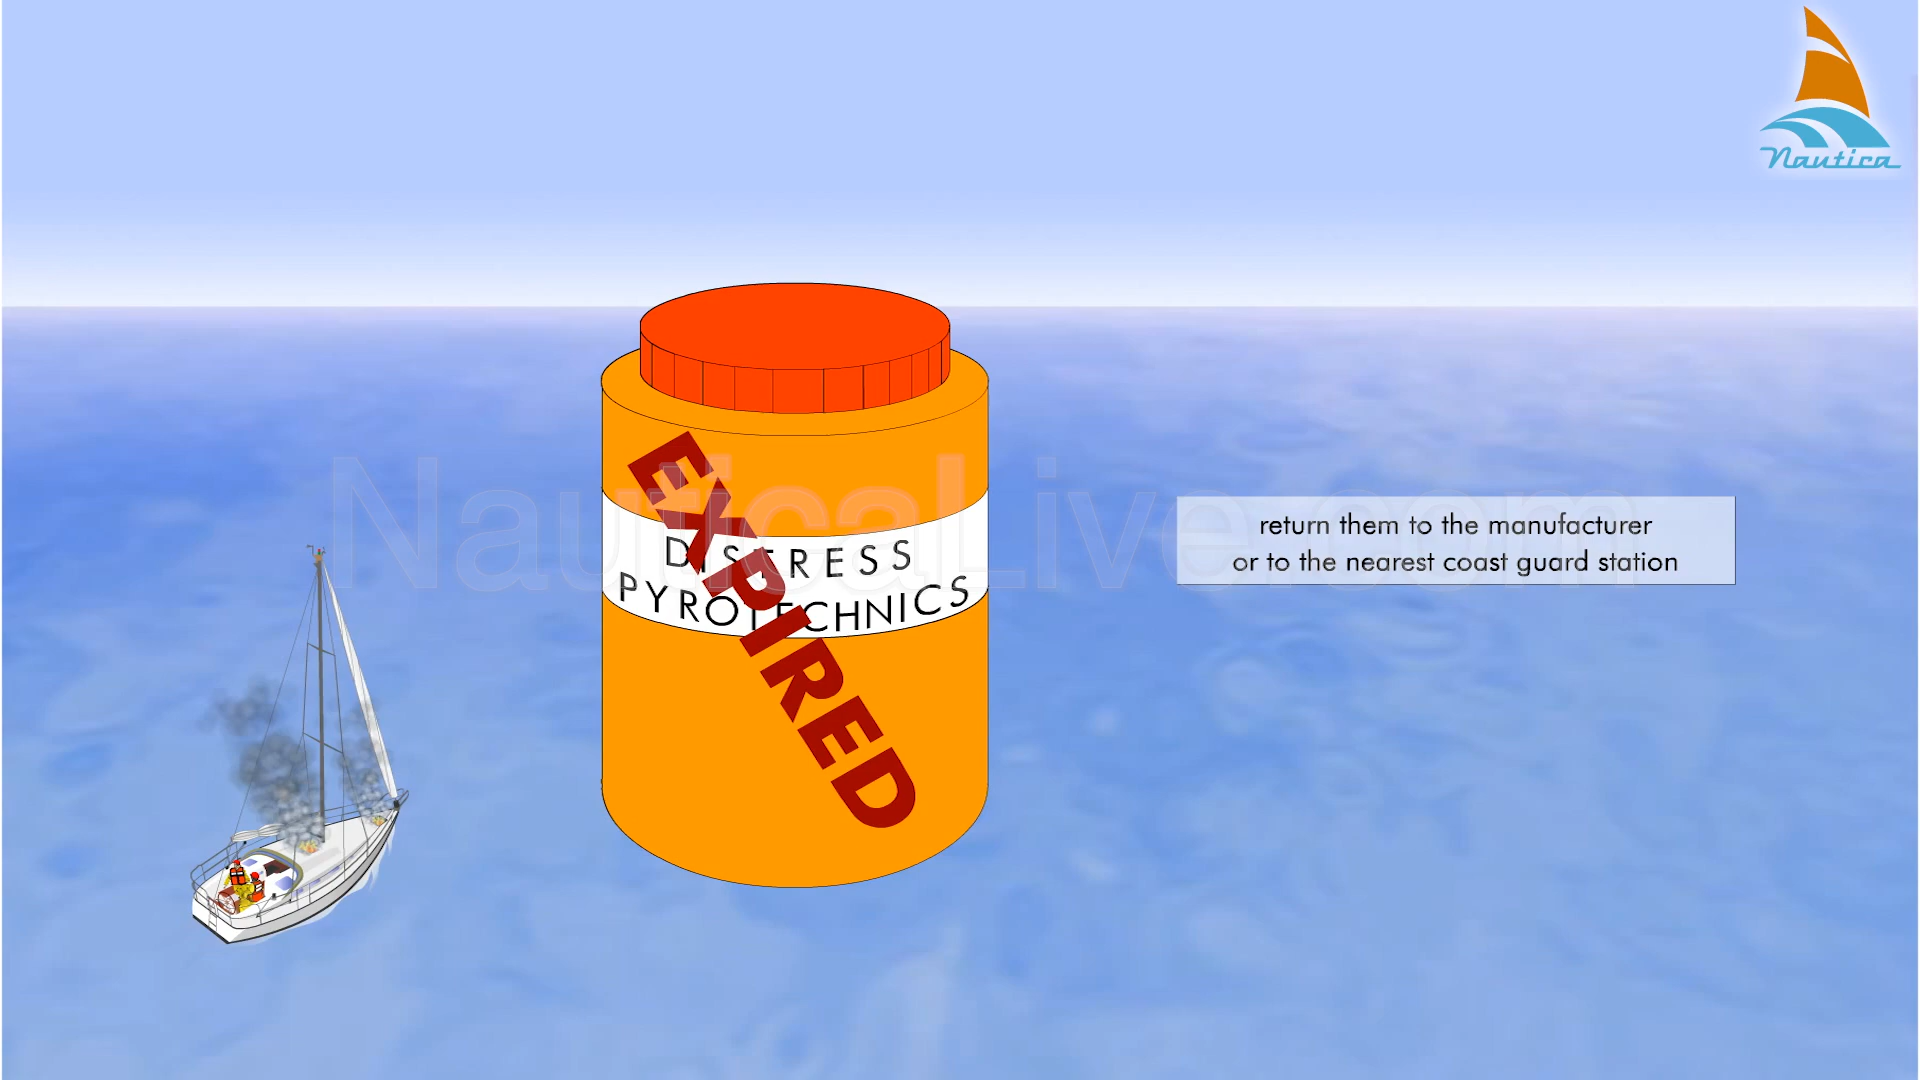 Nautica
NauticaLive.com
EXPIRED
DISTRESS
PYROTECHNICS
return them to the manufacturer
or to the nearest coast guard station